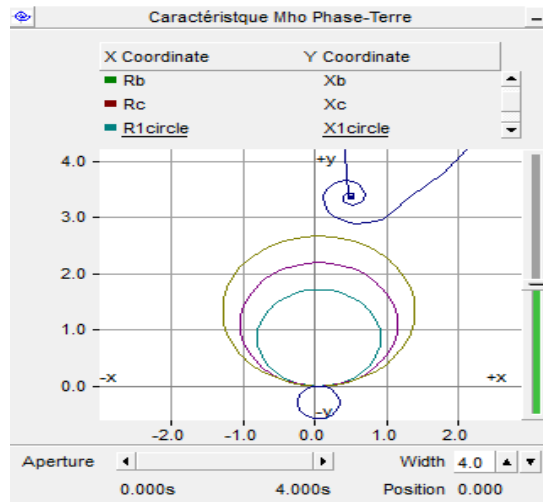 Caractéristque Mho Phase-Terre
X Coordinate Y Coordinate
Rb Xb
Rc Xc
R1circle X1circle
4.0
+y
3.0
2.0
1.0
0.0
-x +x
-y
-2.0 -1.0 0.0 1.0 2.0
Aperture Width 4.0
0.000s 4.000s Position 0.000